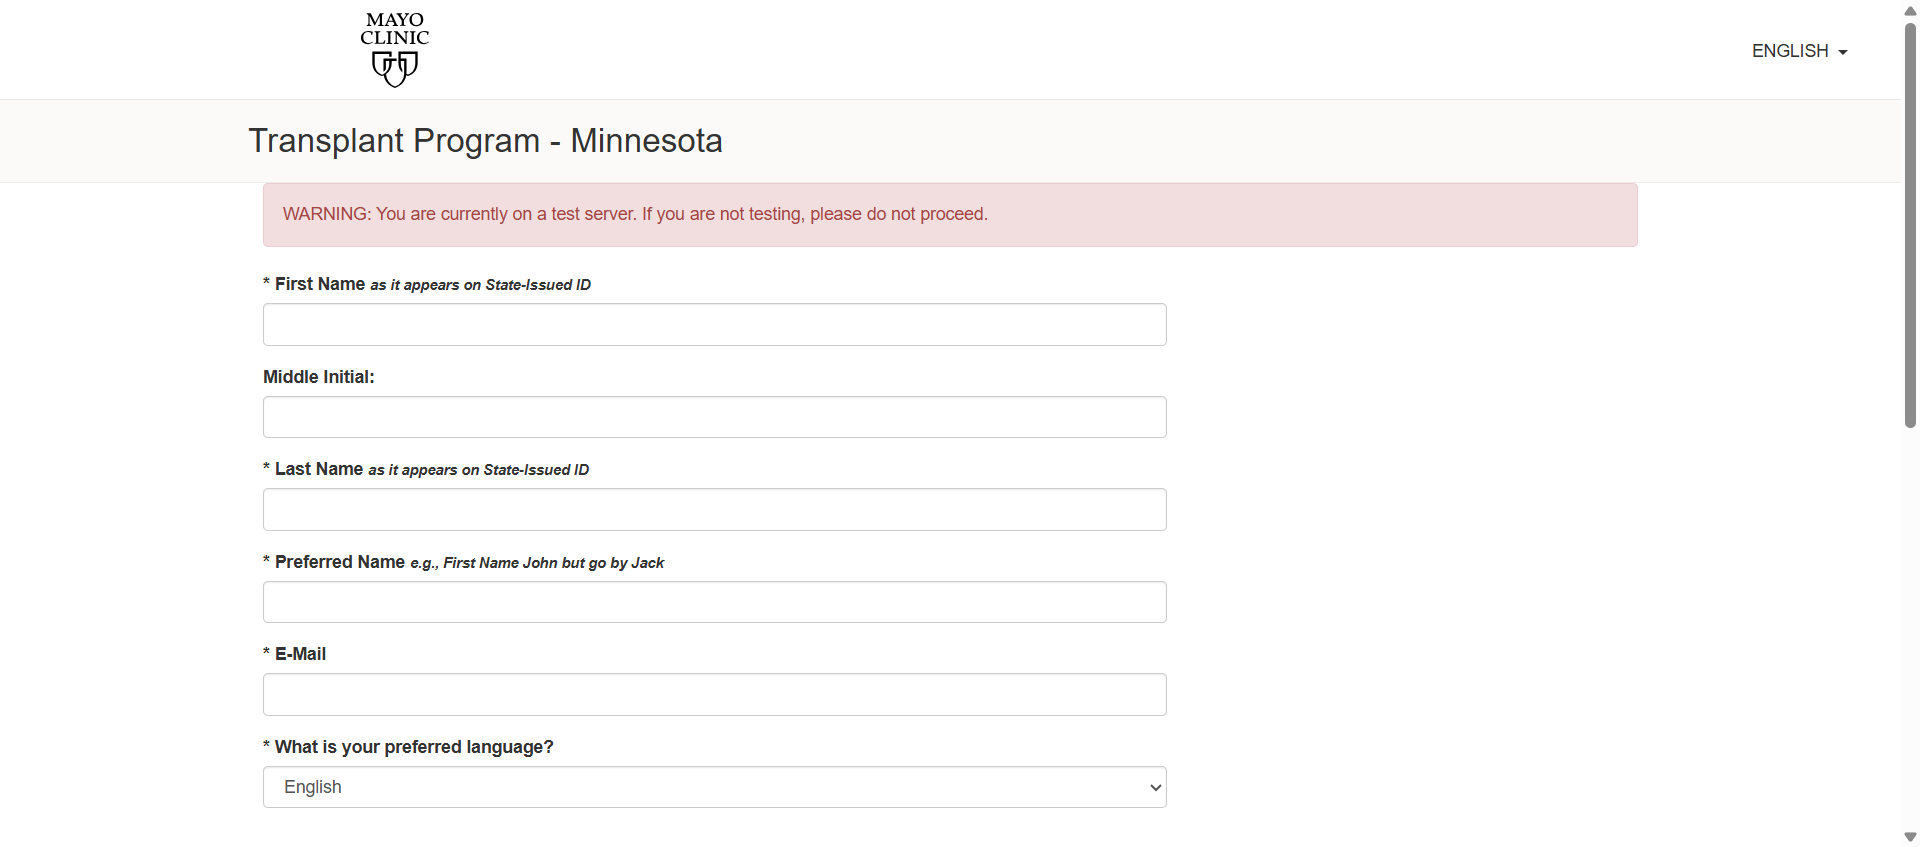 MAYO
CLINIC
ENGLISH
Transplant Program - Minnesota
WARNING: You are currently on a test server. If you are not testing, please do not proceed.
* First Name as it appears on State-Issued ID
Middle Initial:
* Last Name as it appears on State-Issued ID
* Preferred Name e.g., First Name John but go by Jack
* E-Mail
* What is your preferred language?
English